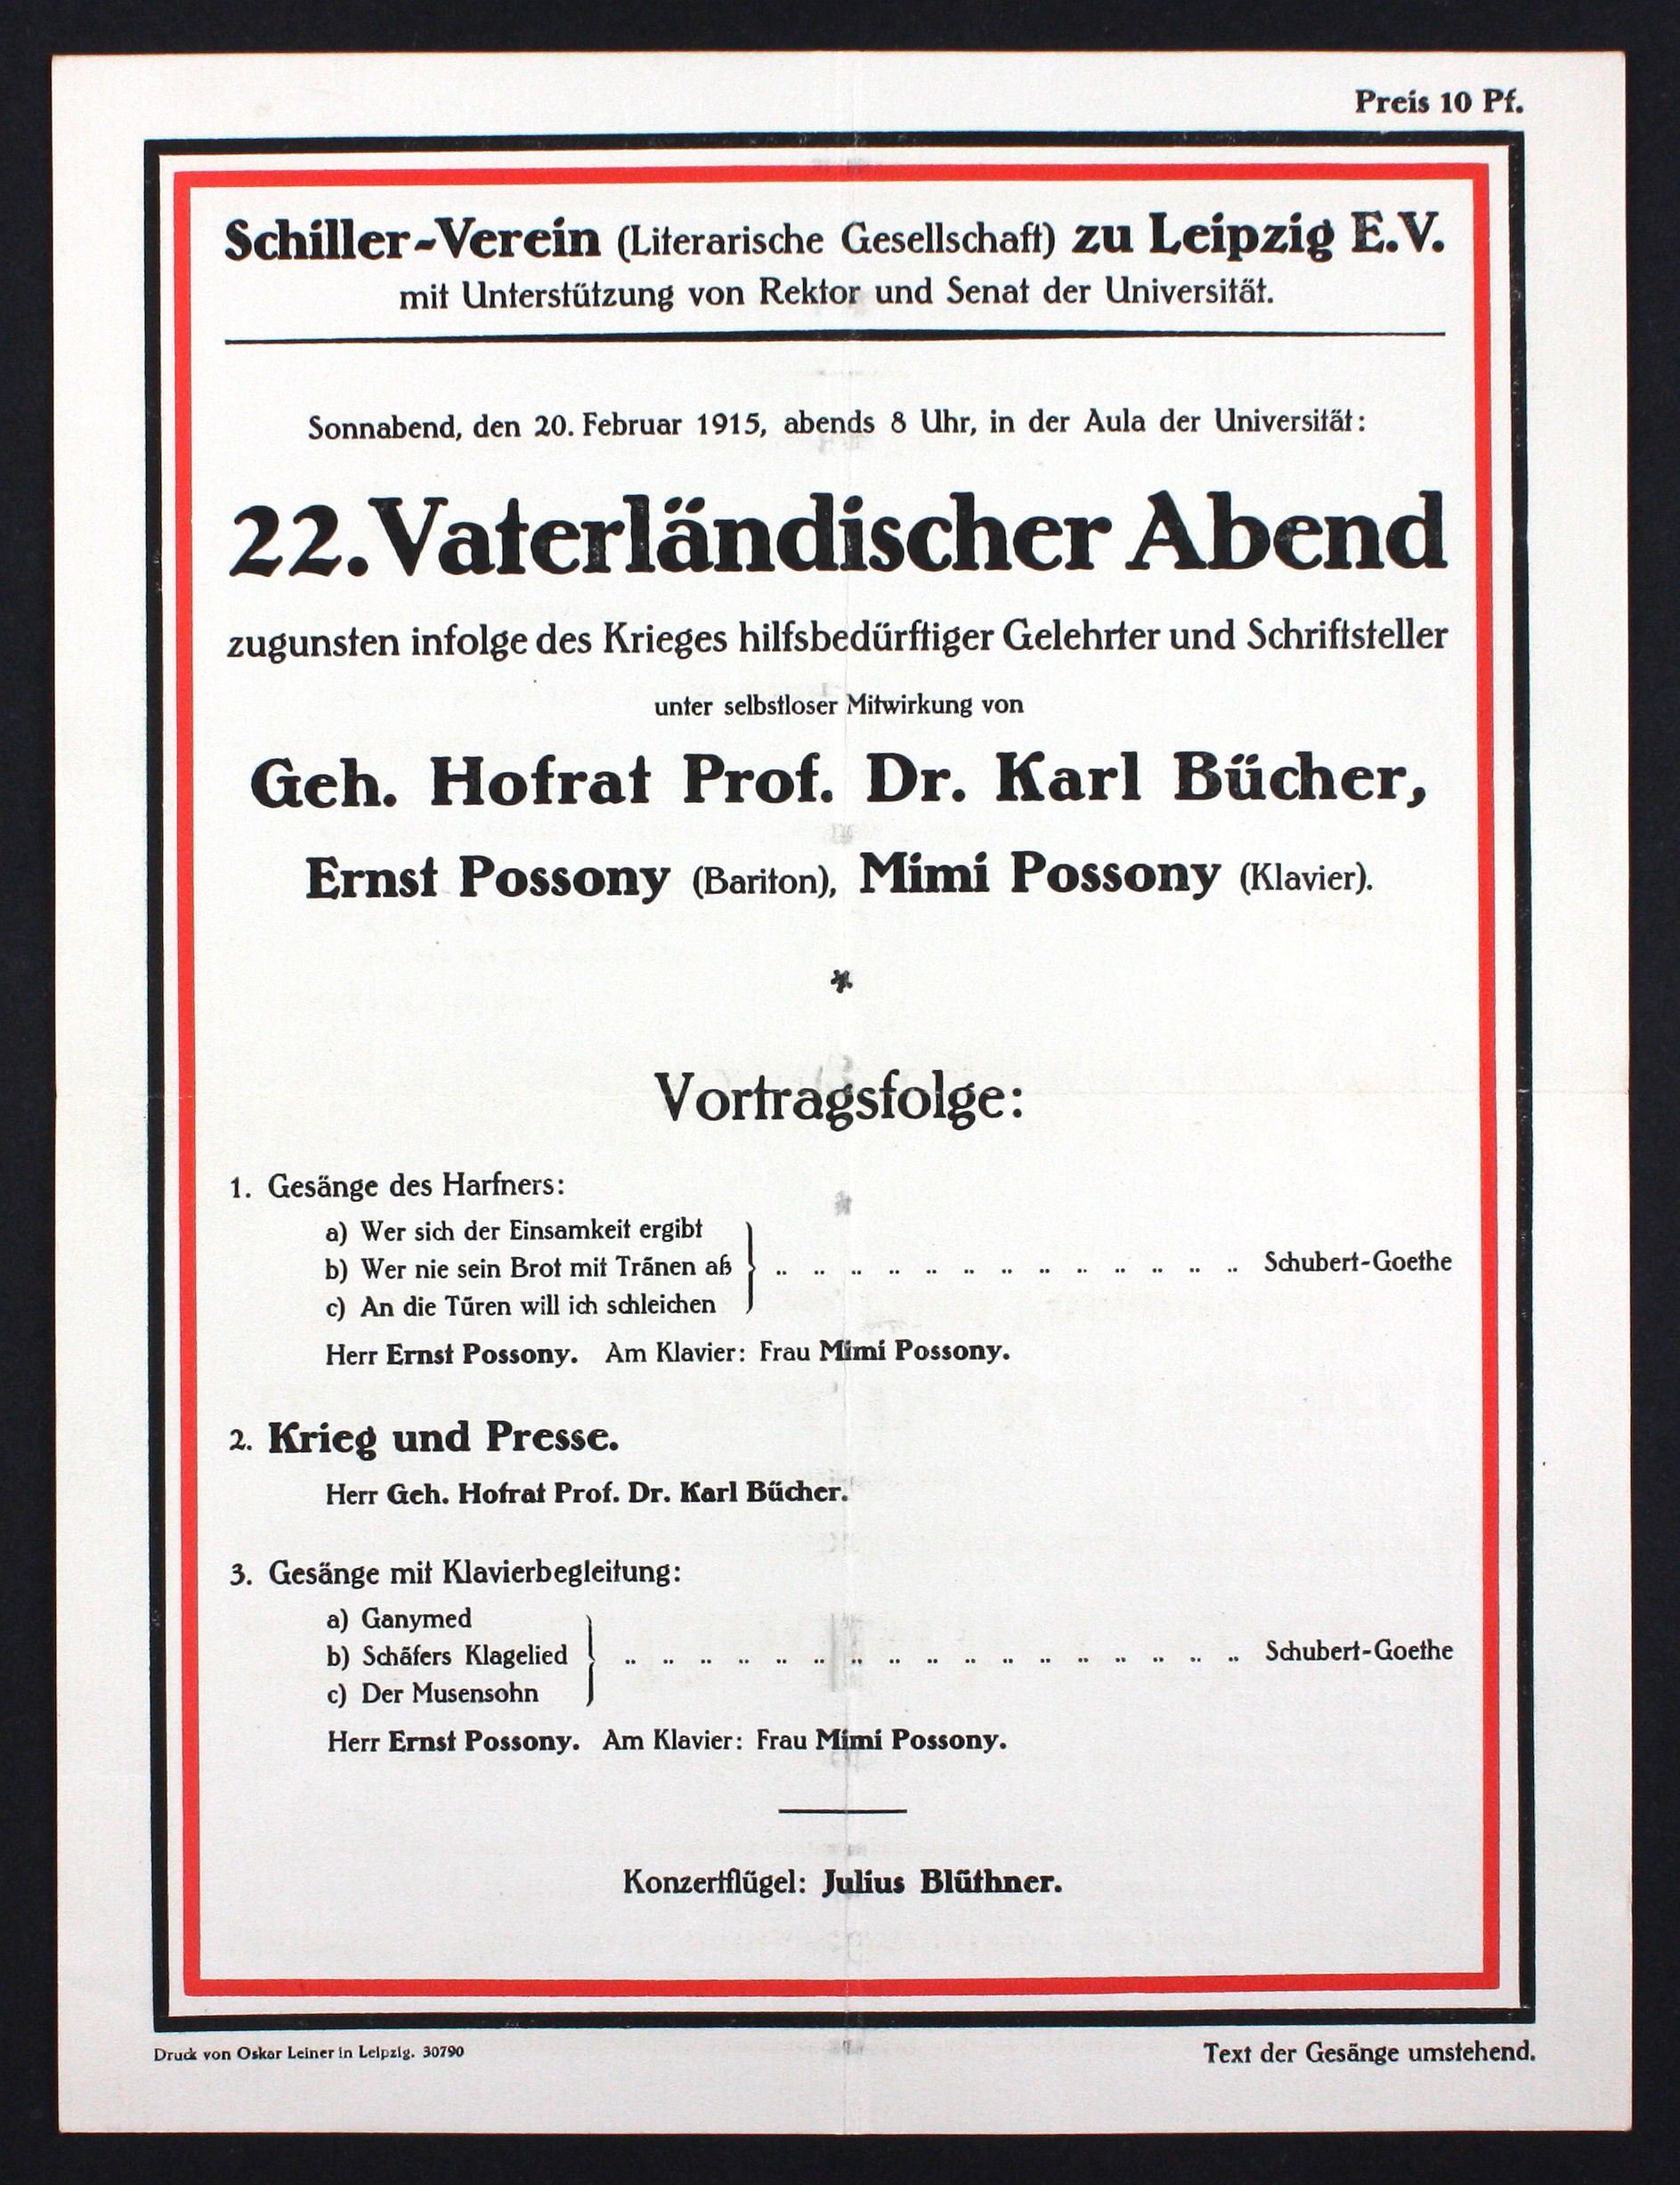 Preis 10 Pf.
Schiller-Verein (Literarische Gesellschaft) zu Leipzig E.V.
mit Unterstützung von Rektor und Senat der Universität.
Sonnabend, den 20. Februar 1915, abends 8 Uhr, in der Aula der Universität:
22. Vaterländischer Abend
zugunsten infolge des Krieges hilfsbedürftiger Gelehrter und Schriftsteller
unter selbstloser Mitwirkung von
Geh. Hofrat Prof. Dr. Karl Bücher,
Ernst Possony (Bariton), Mimi Possony (Klavier).
*
Vortragsfolge:
1. Gesänge des Harfners:
a) Wer sich der Einsamkeit ergibt
b) Wer nie sein Brot mit Tränen aß } .. .. .. .. .. .. .. .. .. .. .. .. .. Schubert-Goethe
c) An die Türen will ich schleichen
Herr Ernst Possony. Am Klavier: Frau Mimi Possony.
2. Krieg und Presse.
Herr Geh. Hofrat Prof. Dr. Karl Bücher.
3. Gesänge mit Klavierbegleitung:
a) Ganymed
b) Schäfers Klagelied } .. .. .. .. .. .. .. .. .. .. .. .. .. .. .. .. .. Schubert-Goethe
c) Der Musensohn
Herr Ernst Possony. Am Klavier: Frau Mimi Possony.
Konzertflügel: Julius Blüthner.
Druck von Oskar Leiner in Leipzig. 30790
Text der Gesänge umstehend.